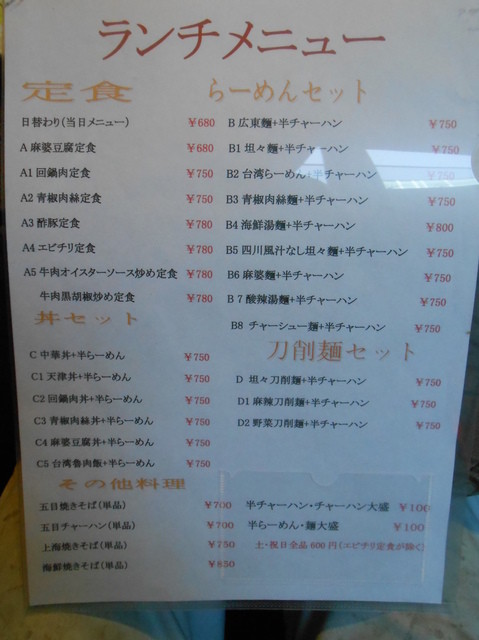 ランチメニュー
定食
日替わり(当日メニュー) ￥680
A 麻婆豆腐定食 ￥680
A1 回鍋肉定食 ￥750
A2 青椒肉絲定食 ￥750
A3 酢豚定食 ￥780
A4 エビチリ定食 ￥780
A5 牛肉オイスターソース炒め定食 ￥780
牛肉黒胡椒炒め定食 ￥780
らーめんセット
B 広東麺+半チャーハン ￥750
B1 坦々麺+半チャーハン ￥750
B2 台湾らーめん+半チャーハン ￥750
B3 青椒肉絲麺+半チャーハン ￥750
B4 海鮮湯麺+半チャーハン ￥800
B5 四川風汁なし坦々麺+半チャーハン ￥750
B6 麻婆麺+半チャーハン ￥750
B7 酸辣湯麺+半チャーハン ￥750
B8 チャーシュー麺+半チャーハン ￥750
丼セット
C 中華丼+半らーめん ￥750
C1 天津丼+半らーめん ￥750
C2 回鍋肉丼+半らーめん ￥750
C3 青椒肉絲丼+半らーめん ￥750
C4 麻婆豆腐丼+半らーめん ￥750
C5 台湾魯肉飯+半らーめん ￥750
刀削麺セット
D 坦々刀削麺+半チャーハン ￥750
D1 麻辣刀削麺+半チャーハン ￥750
D2 野菜刀削麺+半チャーハン ￥750
その他料理
五目焼きそば(単品) ￥700
五目チャーハン(単品) ￥700
上海焼きそば(単品) ￥750
海鮮焼きそば(単品) ￥850
半チャーハン・チャーハン大盛 ￥100
半らーめん・麺大盛 ￥100
土・祝日全品600円(エビチリ定食が除く)